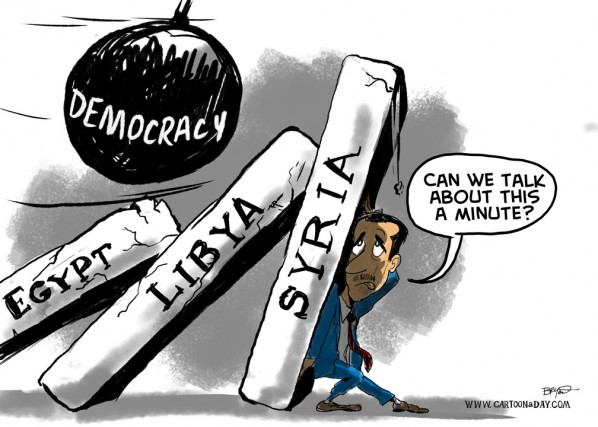 DEMOCRACY
EGYPT
LIBYA
SYRIA
CAN WE TALK
ABOUT THIS
A MINUTE?
WWW.CARTOONADAY.COM